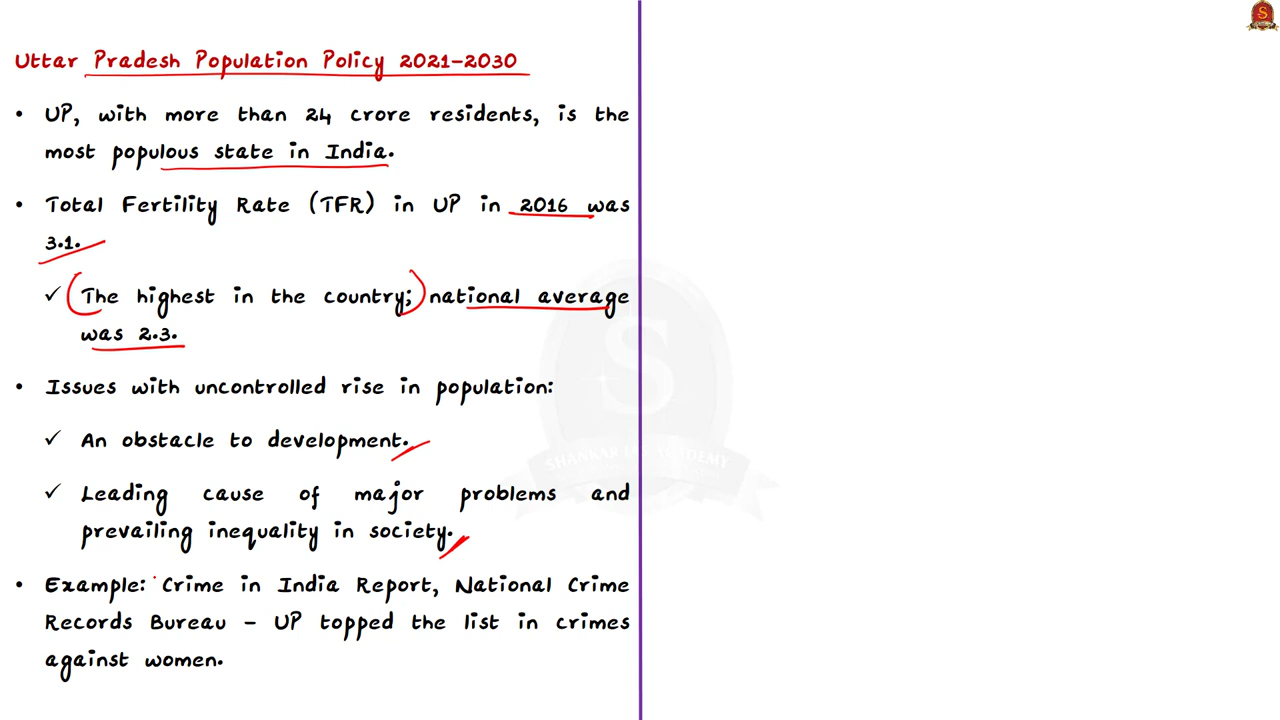 Uttar Pradesh Population Policy 2021-2030
• UP, with more than 24 crore residents, is the
most populous state in India.
• Total Fertility Rate (TFR) in UP in 2016 was
3.1.
✓ The highest in the country; national average
was 2.3.
• Issues with uncontrolled rise in population:
✓ An obstacle to development.
✓ Leading cause of major problems and
prevailing inequality in society.
• Example: Crime in India Report, National Crime
Records Bureau – UP topped the list in crimes
against women.
S
SHANKAR IAS ACADEMY